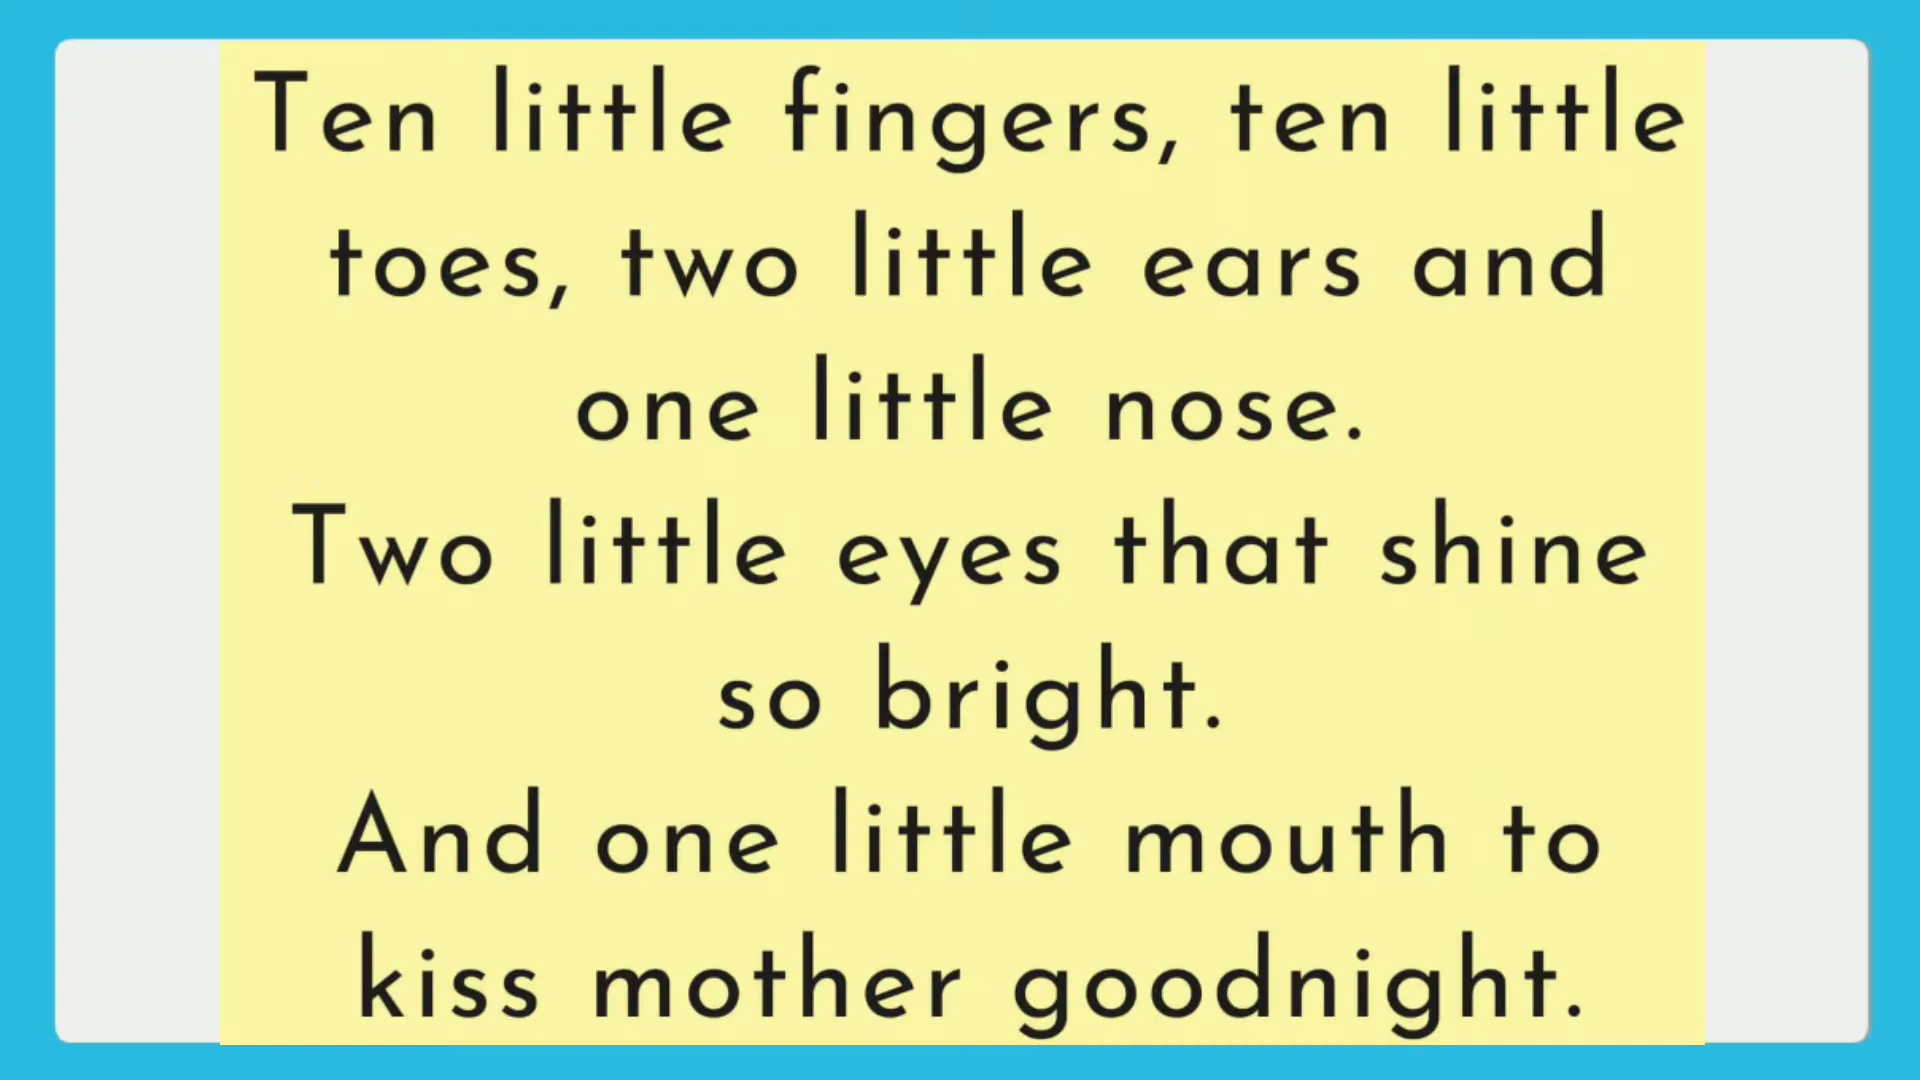 Ten little fingers, ten little
toes, two little ears and
one little nose.
Two little eyes that shine
so bright.
And one little mouth to
kiss mother goodnight.